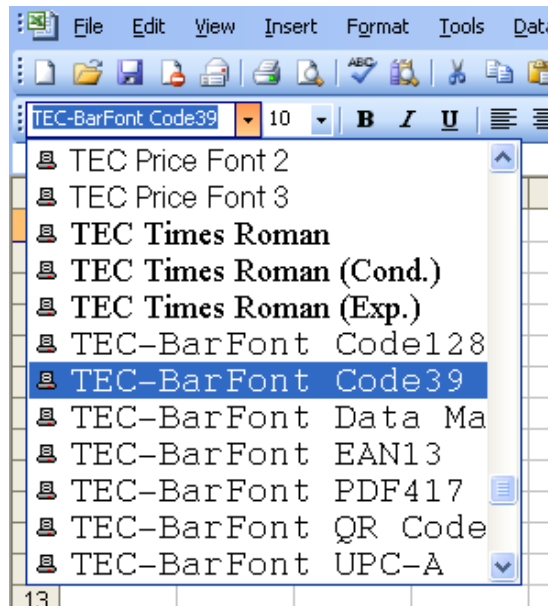 File Edit View Insert Format Tools Data
TEC-BarFont Code39 10 B I U
TEC Price Font 2
TEC Price Font 3
TEC Times Roman
TEC Times Roman (Cond.)
TEC Times Roman (Exp.)
TEC-BarFont Code128
TEC-BarFont Code39
TEC-BarFont Data Ma
TEC-BarFont EAN13
TEC-BarFont PDF417
TEC-BarFont QR Code
TEC-BarFont UPC-A
13